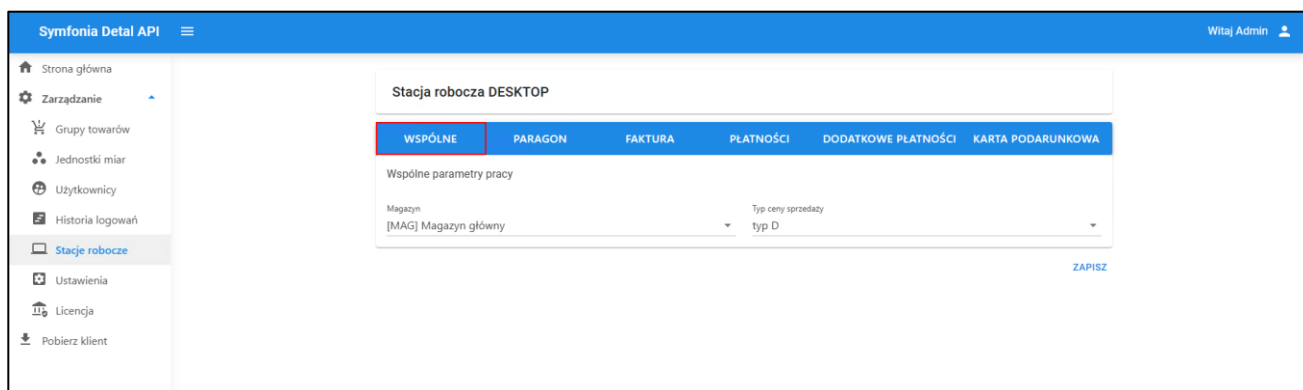 Symfonia Detal API
Witaj Admin
Strona główna
Zarządzanie
Grupy towarów
Jednostki miar
Użytkownicy
Historia logowań
Stacje robocze
Ustawienia
Licencja
Pobierz klient
Stacja robocza DESKTOP
WSPÓLNE PARAGON FAKTURA PŁATNOŚCI DODATKOWE PŁATNOŚCI KARTA PODARUNKOWA
Wspólne parametry pracy
Magazyn Typ ceny sprzedaży
[MAG] Magazyn główny typ D
ZAPISZ